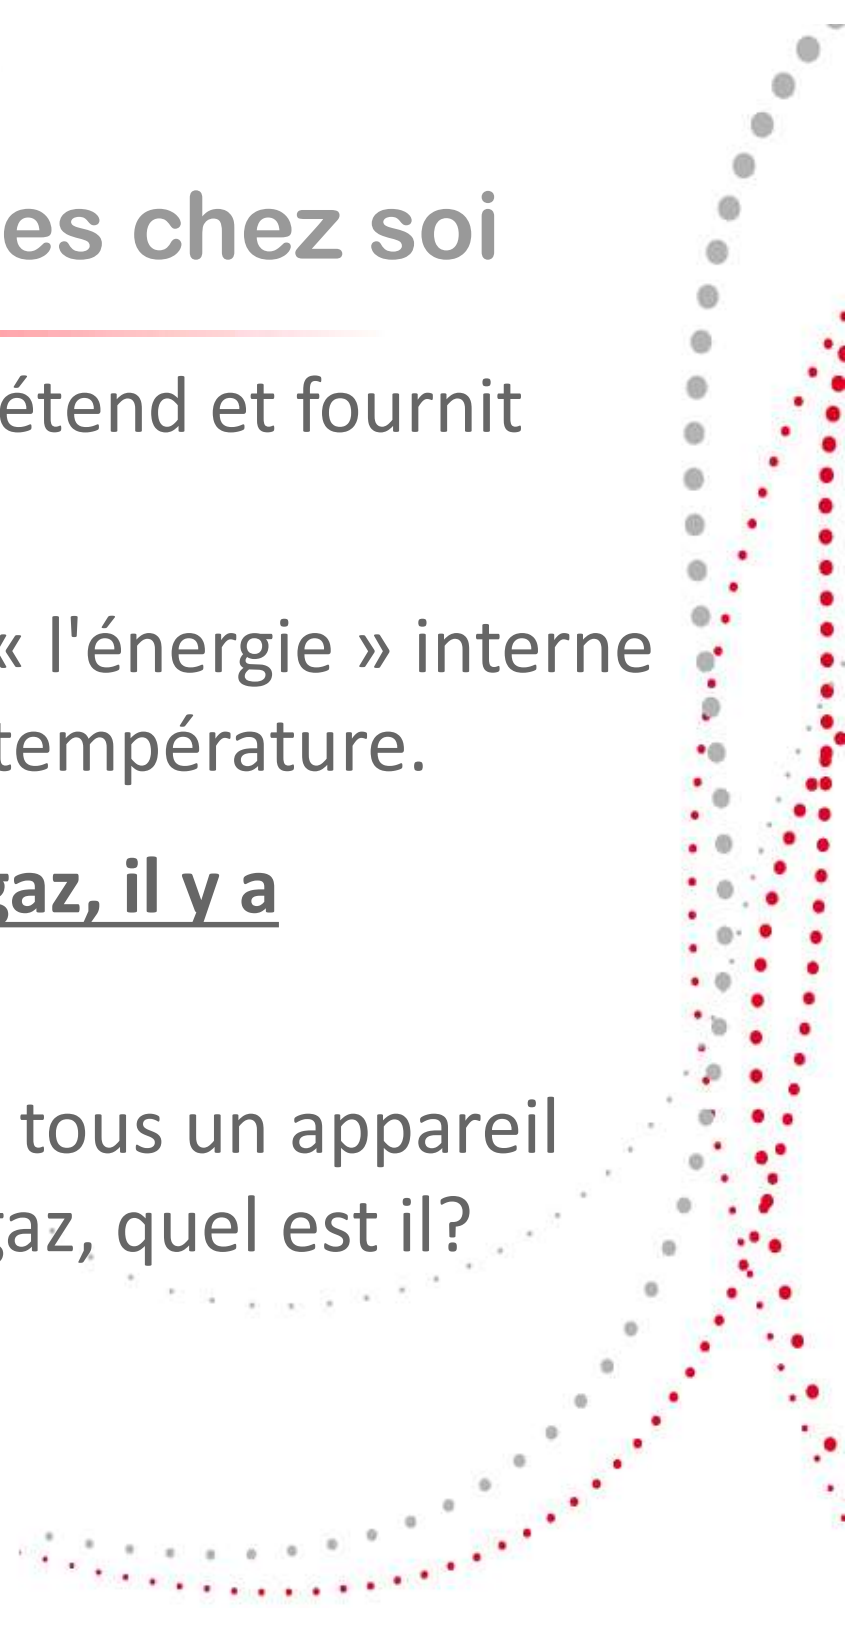 es chez soi
étend et fournit
« l'énergie » interne
température.
gaz, il y a
tous un appareil
gaz, quel est il?